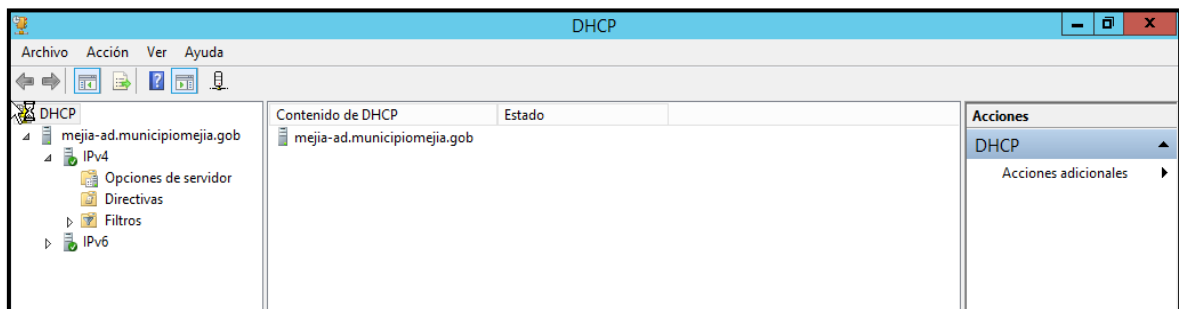 DHCP
Archivo Acción Ver Ayuda
DHCP
mejia-ad.municipiomejia.gob
IPv4
Opciones de servidor
Directivas
Filtros
IPv6
Contenido de DHCP Estado
mejia-ad.municipiomejia.gob
Acciones
DHCP
Acciones adicionales